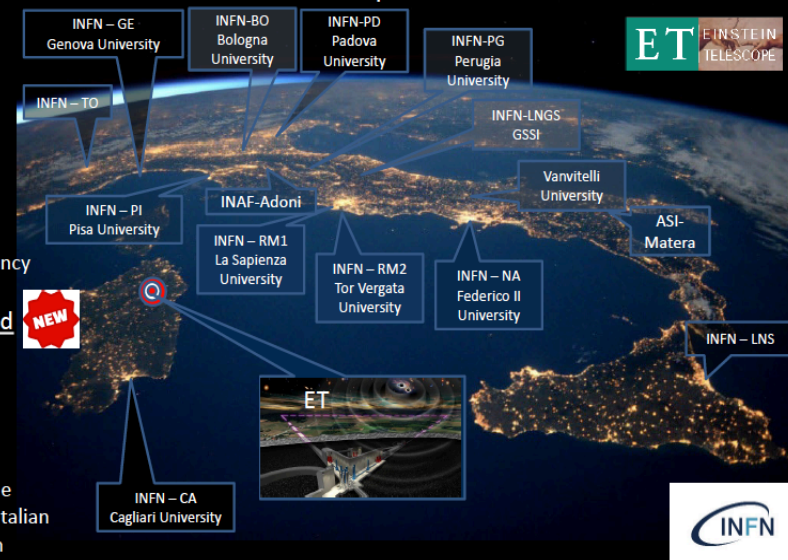 INFN – GE
Genova University
INFN-BO
Bologna
University
INFN-PD
Padova
University
INFN-PG
Perugia
University
ET EINSTEIN
TELESCOPE
INFN – TO
INFN-LNGS
GSSI
Vanvitelli
University
INFN – PI
Pisa University
INAF-Adoni
ASI-
Matera
INFN – RM1
La Sapienza
University
INFN – RM2
Tor Vergata
University
INFN – NA
Federico II
University
ncy
d
NEW
INFN – LNS
ET
INFN – CA
Cagliari University
e
talian
n
INFN